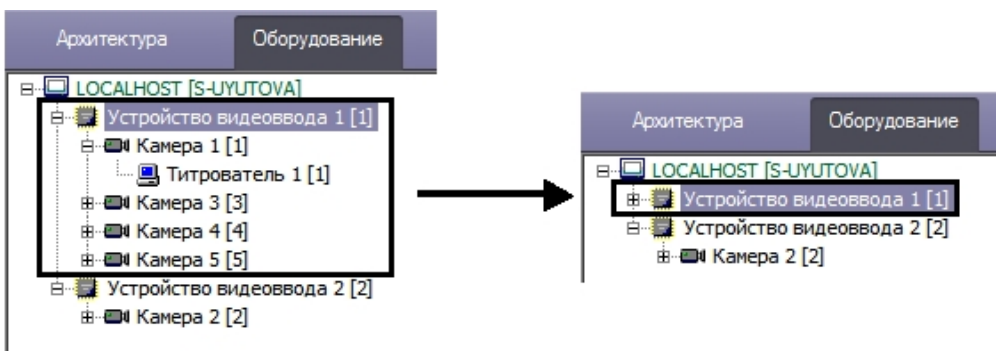 Архитектура Оборудование
LOCALHOST [S-UYUTOVA]
Устройство видеоввода 1 [1]
Камера 1 [1]
Титрователь 1 [1]
Камера 3 [3]
Камера 4 [4]
Камера 5 [5]
Устройство видеоввода 2 [2]
Камера 2 [2]
Архитектура Оборудование
LOCALHOST [S-UYUTOVA]
Устройство видеоввода 1 [1]
Устройство видеоввода 2 [2]
Камера 2 [2]